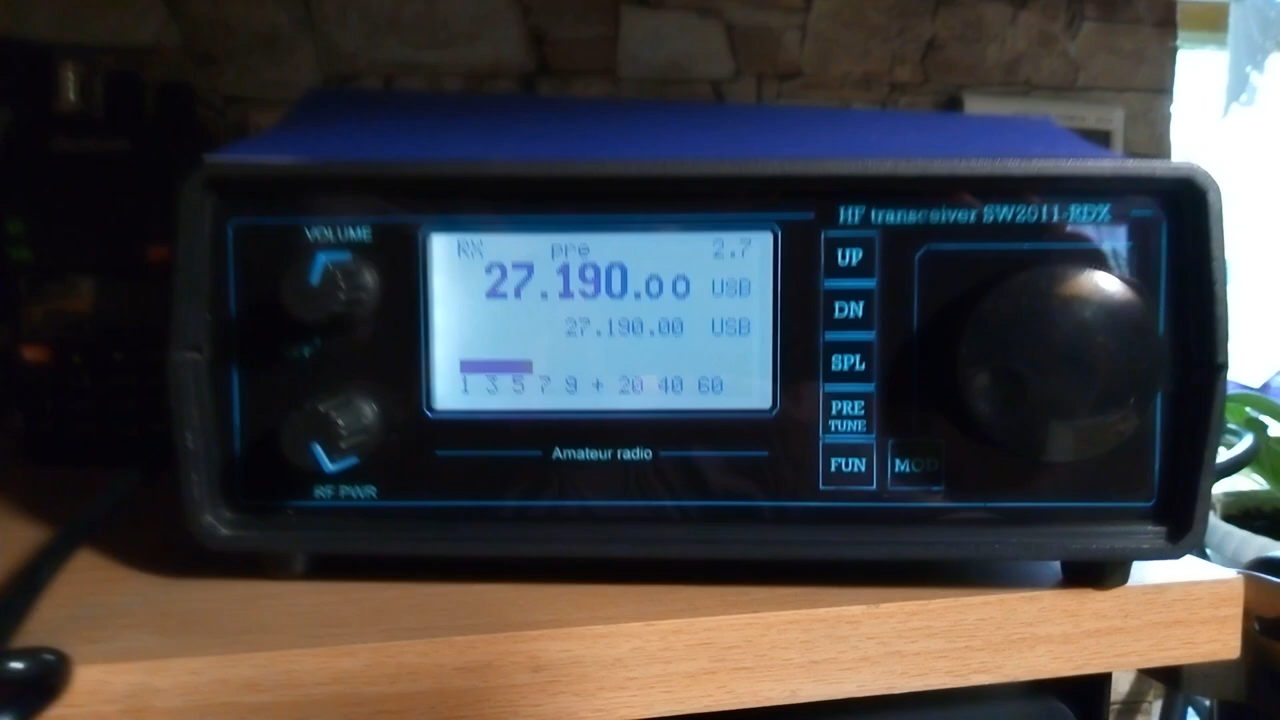 HF transceiver SW2011-RDX
VOLUME
RX pre 2.7
27.190.00 USB
27.190.00 USB
1 3 5 7 9 + 20 40 60
Amateur radio
RF PWR
UP
DN
SPL
PRE
TUNE
FUN
MOD